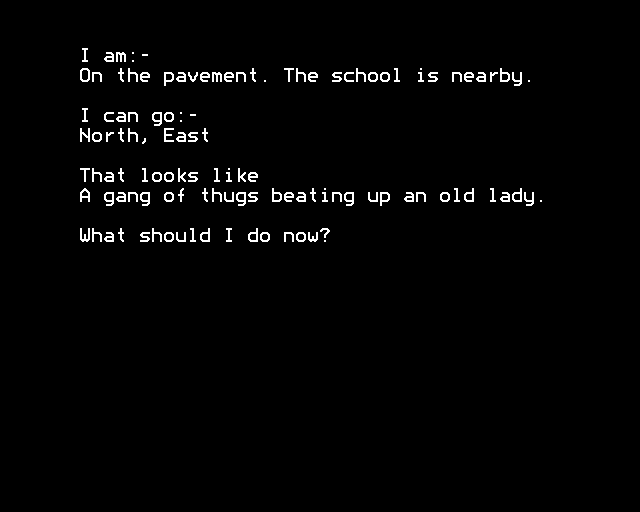 I am:-
On the pavement. The school is nearby.
I can go:-
North, East
That looks like
A gang of thugs beating up an old lady.
What should I do now?